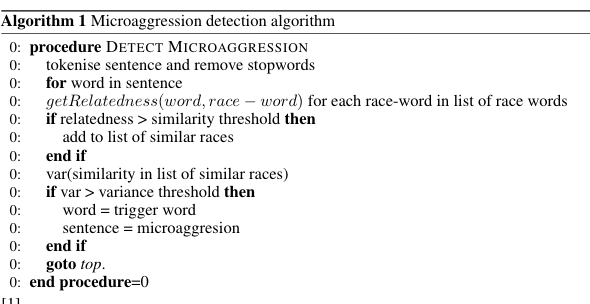 Algorithm 1 Microaggression detection algorithm
0: procedure DETECT MICROAGGRESSION
0: tokenise sentence and remove stopwords
0: for word in sentence
0: getRelatedness(word, race − word) for each race-word in list of race words
0: if relatedness > similarity threshold then
0: add to list of similar races
0: end if
0: var(similarity in list of similar races)
0: if var > variance threshold then
0: word = trigger word
0: sentence = microaggresion
0: end if
0: goto top.
0: end procedure=0
[1]